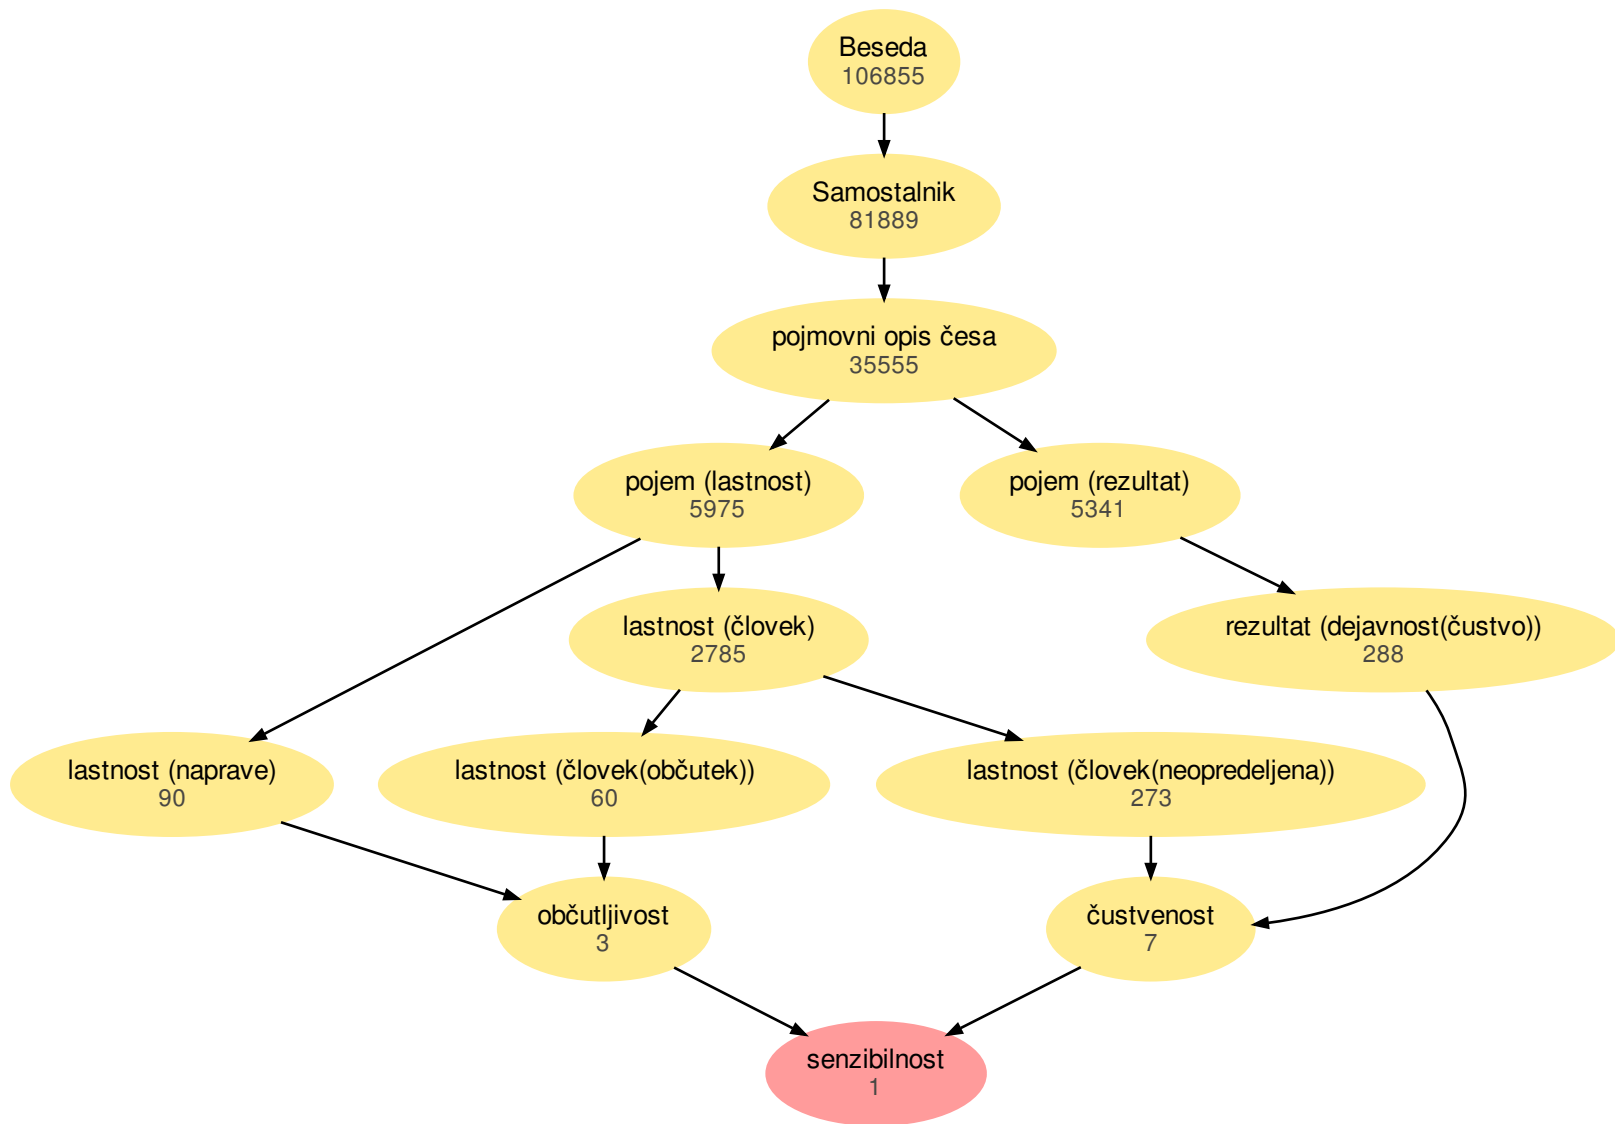 Beseda
106855
Samostalnik
81889
pojmovni opis česa
35555
pojem (lastnost)
5975
pojem (rezultat)
5341
lastnost (človek)
2785
rezultat (dejavnost(čustvo))
288
lastnost (naprave)
90
lastnost (človek(občutek))
60
lastnost (človek(neopredeljena))
273
občutljivost
3
čustvenost
7
senzibilnost
1